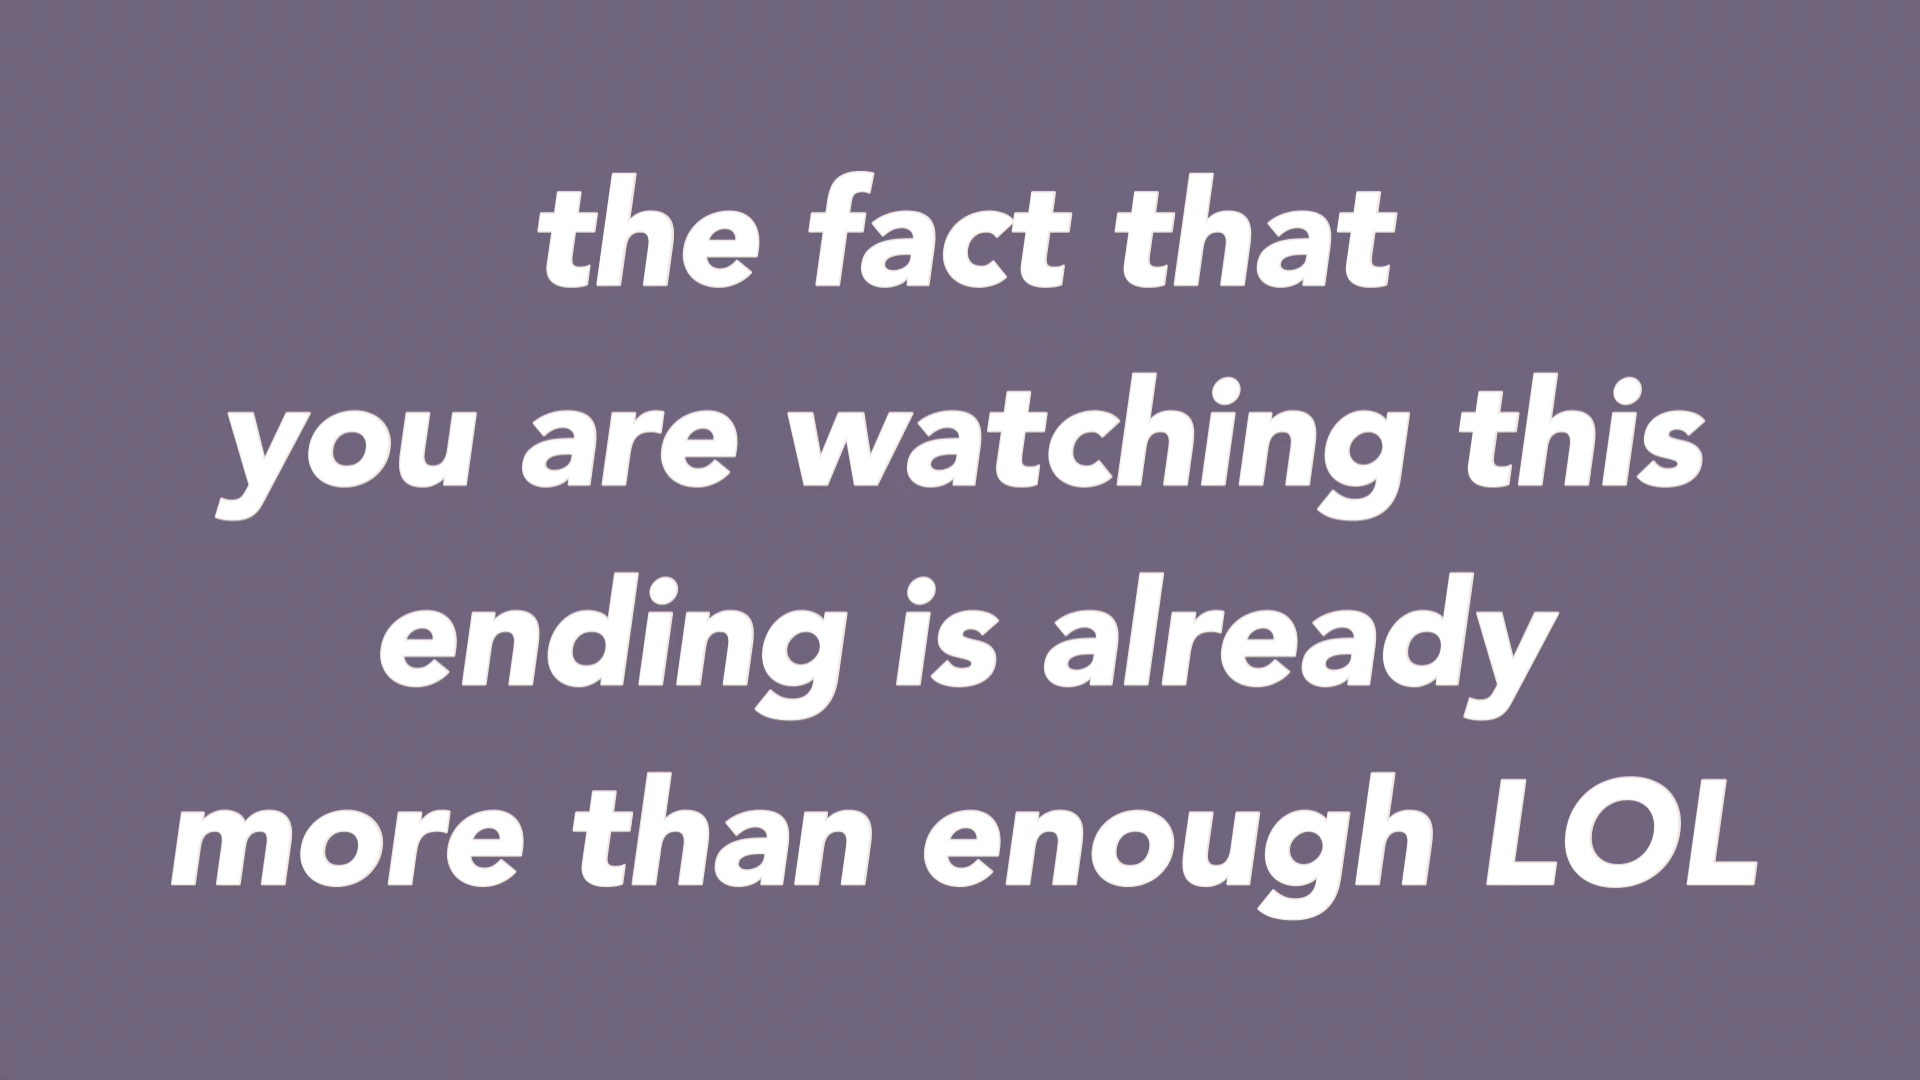 the fact that
you are watching this
ending is already
more than enough LOL